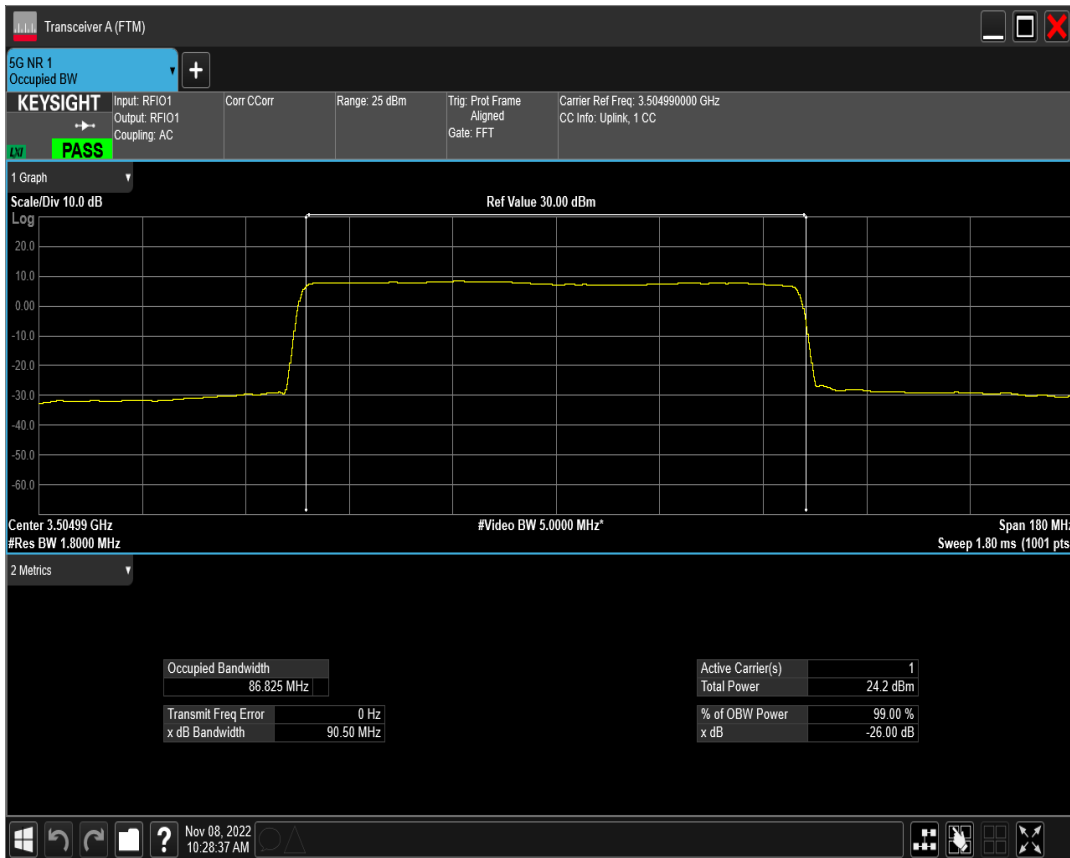 Transceiver A (FTM)
5G NR 1
Occupied BW
+
KEYSIGHT
LXI
PASS
Input: RFIO1
Output: RFIO1
Coupling: AC
Corr CCorr
Range: 25 dBm
Trig: Prot Frame
Aligned
Gate: FFT
Carrier Ref Freq: 3.504990000 GHz
CC Info: Uplink, 1 CC
1 Graph
Scale/Div 10.0 dB
Ref Value 30.00 dBm
Log
20.0
10.0
0.00
-10.0
-20.0
-30.0
-40.0
-50.0
-60.0
Center 3.50499 GHz
#Video BW 5.0000 MHz*
Span 180 MHz
#Res BW 1.8000 MHz
Sweep 1.80 ms (1001 pts
2 Metrics
Occupied Bandwidth
86.825 MHz
Transmit Freq Error 0 Hz
x dB Bandwidth 90.50 MHz
Active Carrier(s) 1
Total Power 24.2 dBm
% of OBW Power 99.00 %
x dB -26.00 dB
?
Nov 08, 2022
10:28:37 AM